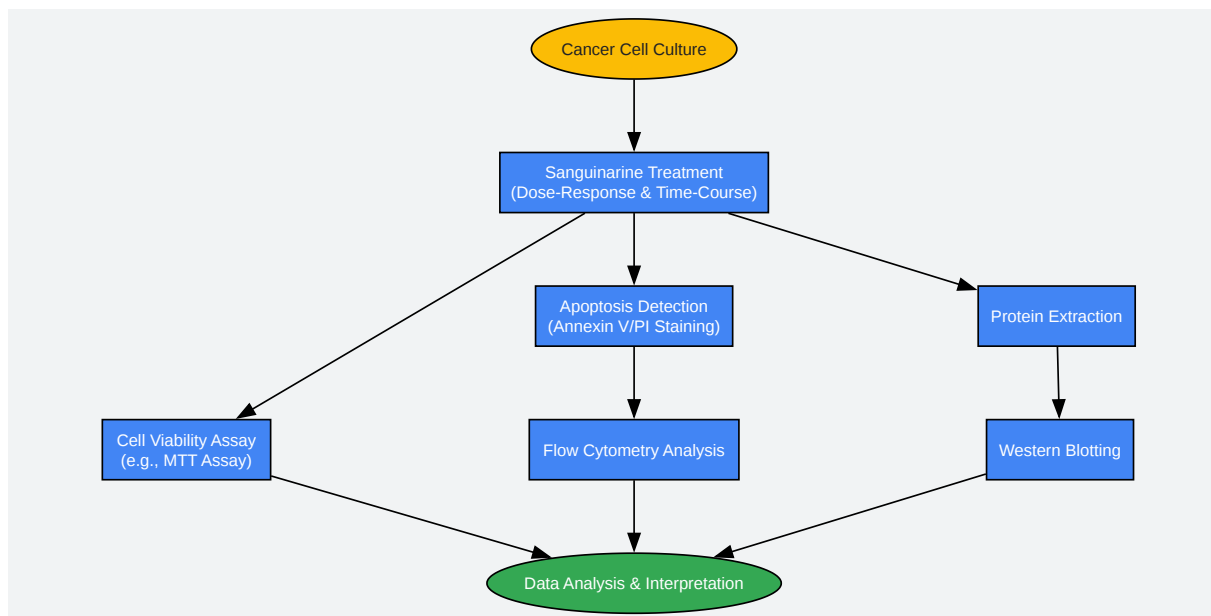 Cancer Cell Culture
Sanguinarine Treatment
(Dose-Response & Time-Course)
Apoptosis Detection
(Annexin V/PI Staining)
Protein Extraction
Cell Viability Assay
(e.g., MTT Assay)
Flow Cytometry Analysis
Western Blotting
Data Analysis & Interpretation